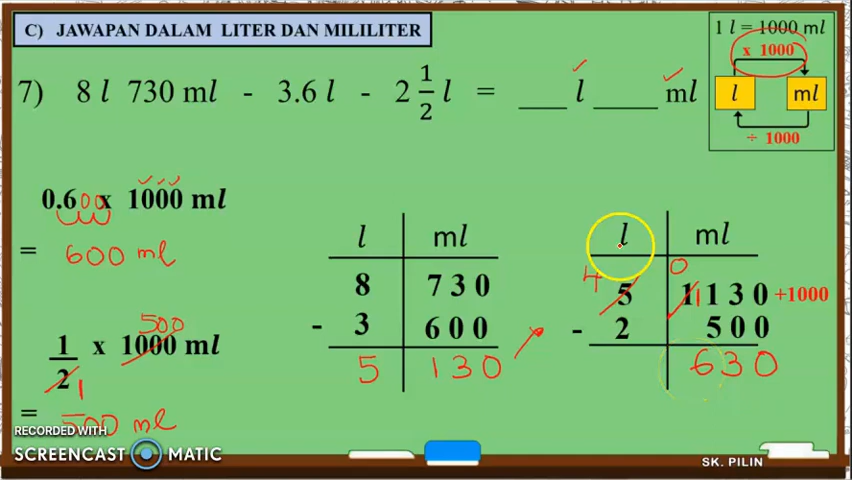 C) JAWAPAN DALAM LITER DAN MILILITER
1 l = 1000 ml
x 1000
l ml
÷ 1000
7) 8 l 730 ml - 3.6 l - 2 1/2 l = ___ l ____ ml
0.600 x 1000 ml
= 600 ml
1/2 x 1000 ml
500
1
= 500 ml
l ml
8 730
- 3 600
5 130
l ml
4 0
5 1 1130 +1000
- 2 500
630
RECORDED WITH
SCREENCAST MATIC
SK. PILIN